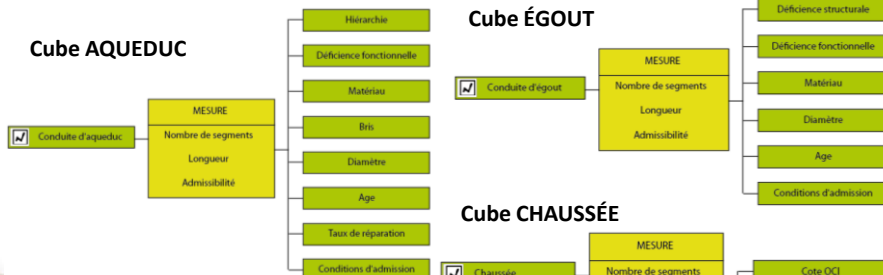 Cube AQUEDUC
Conduite d'aqueduc
MESURE
Nombre de segments
Longueur
Admissibilité
Hiérarchie
Déficience fonctionnelle
Matériau
Bris
Diamètre
Age
Taux de réparation
Conditions d'admission
Cube ÉGOUT
Conduite d'égout
MESURE
Nombre de segments
Longueur
Admissibilité
Déficience structurale
Déficience fonctionnelle
Matériau
Diamètre
Age
Conditions d'admission
Cube CHAUSSÉE
Chaussée
MESURE
Nombre de segments
Cote OCI